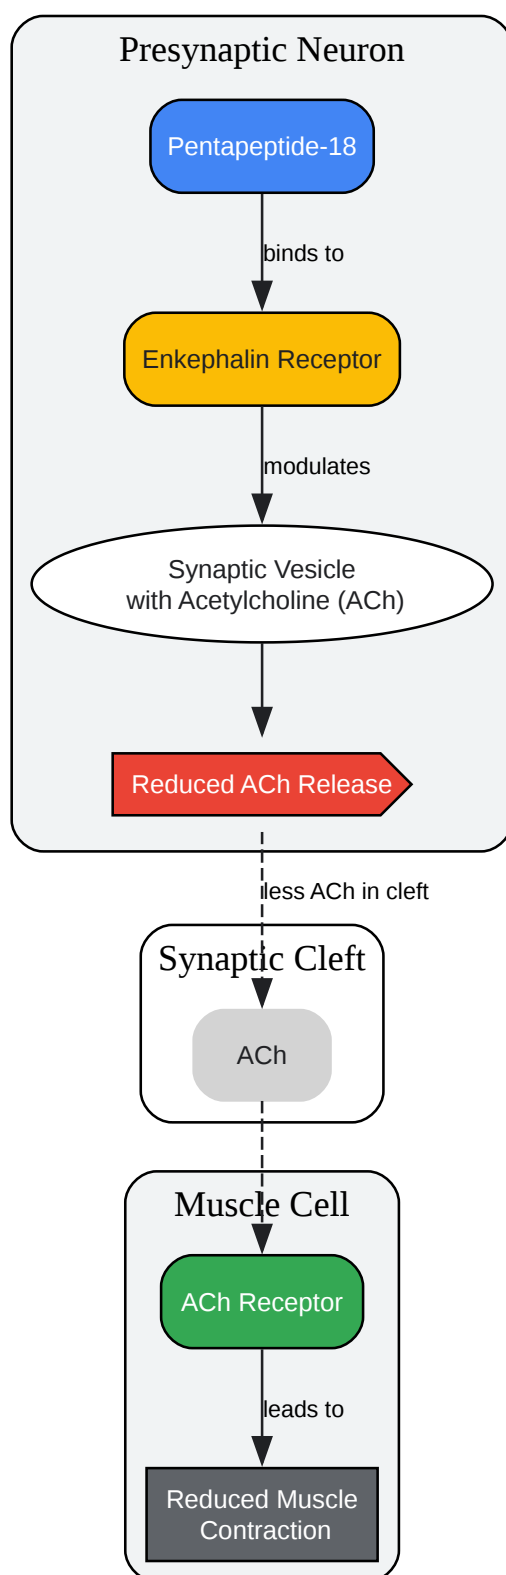 Presynaptic Neuron
Pentapeptide-18
binds to
Enkephalin Receptor
modulates
Synaptic Vesicle
with Acetylcholine (ACh)
Reduced ACh Release
less ACh in cleft
Synaptic Cleft
ACh
Muscle Cell
ACh Receptor
leads to
Reduced Muscle
Contraction